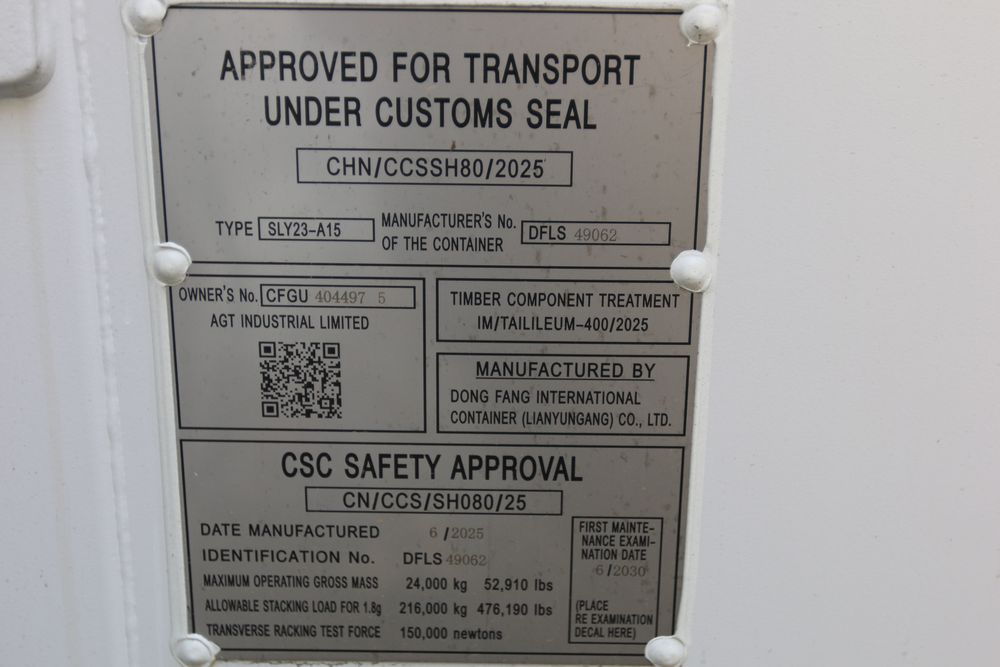 APPROVED FOR TRANSPORT
UNDER CUSTOMS SEAL
CHN/CCSSH80/2025
TYPE SLY23-A15
MANUFACTURER'S No.
OF THE CONTAINER
DFLS 49062
OWNER'S No. CFGU 404497 5
AGT INDUSTRIAL LIMITED
TIMBER COMPONENT TREATMENT
IM/TAILILEUM-400/2025
MANUFACTURED BY
DONG FANG INTERNATIONAL
CONTAINER (LIANYUNGANG) CO., LTD.
CSC SAFETY APPROVAL
CN/CCS/SH080/25
DATE MANUFACTURED 6 / 2025
IDENTIFICATION No. DFLS 49062
MAXIMUM OPERATING GROSS MASS 24,000 kg 52,910 lbs
ALLOWABLE STACKING LOAD FOR 1.8g 216,000 kg 476,190 lbs
TRANSVERSE RACKING TEST FORCE 150,000 newtons
FIRST MAINTE-
NANCE EXAMI-
NATION DATE
6/2030
(PLACE
RE EXAMINATION
DECAL HERE)